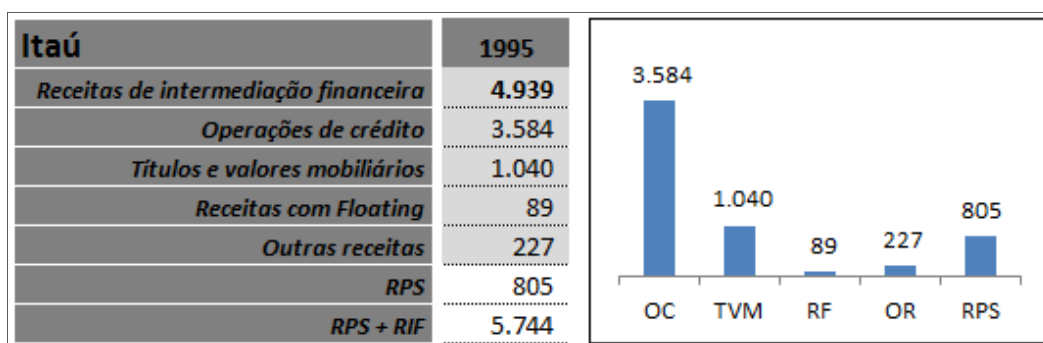 Itaú 1995
Receitas de intermediação financeira 4.939
Operações de crédito 3.584
Títulos e valores mobiliários 1.040
Receitas com Floating 89
Outras receitas 227
RPS 805
RPS + RIF 5.744
3.584
1.040
89
227
805
OC TVM RF OR RPS